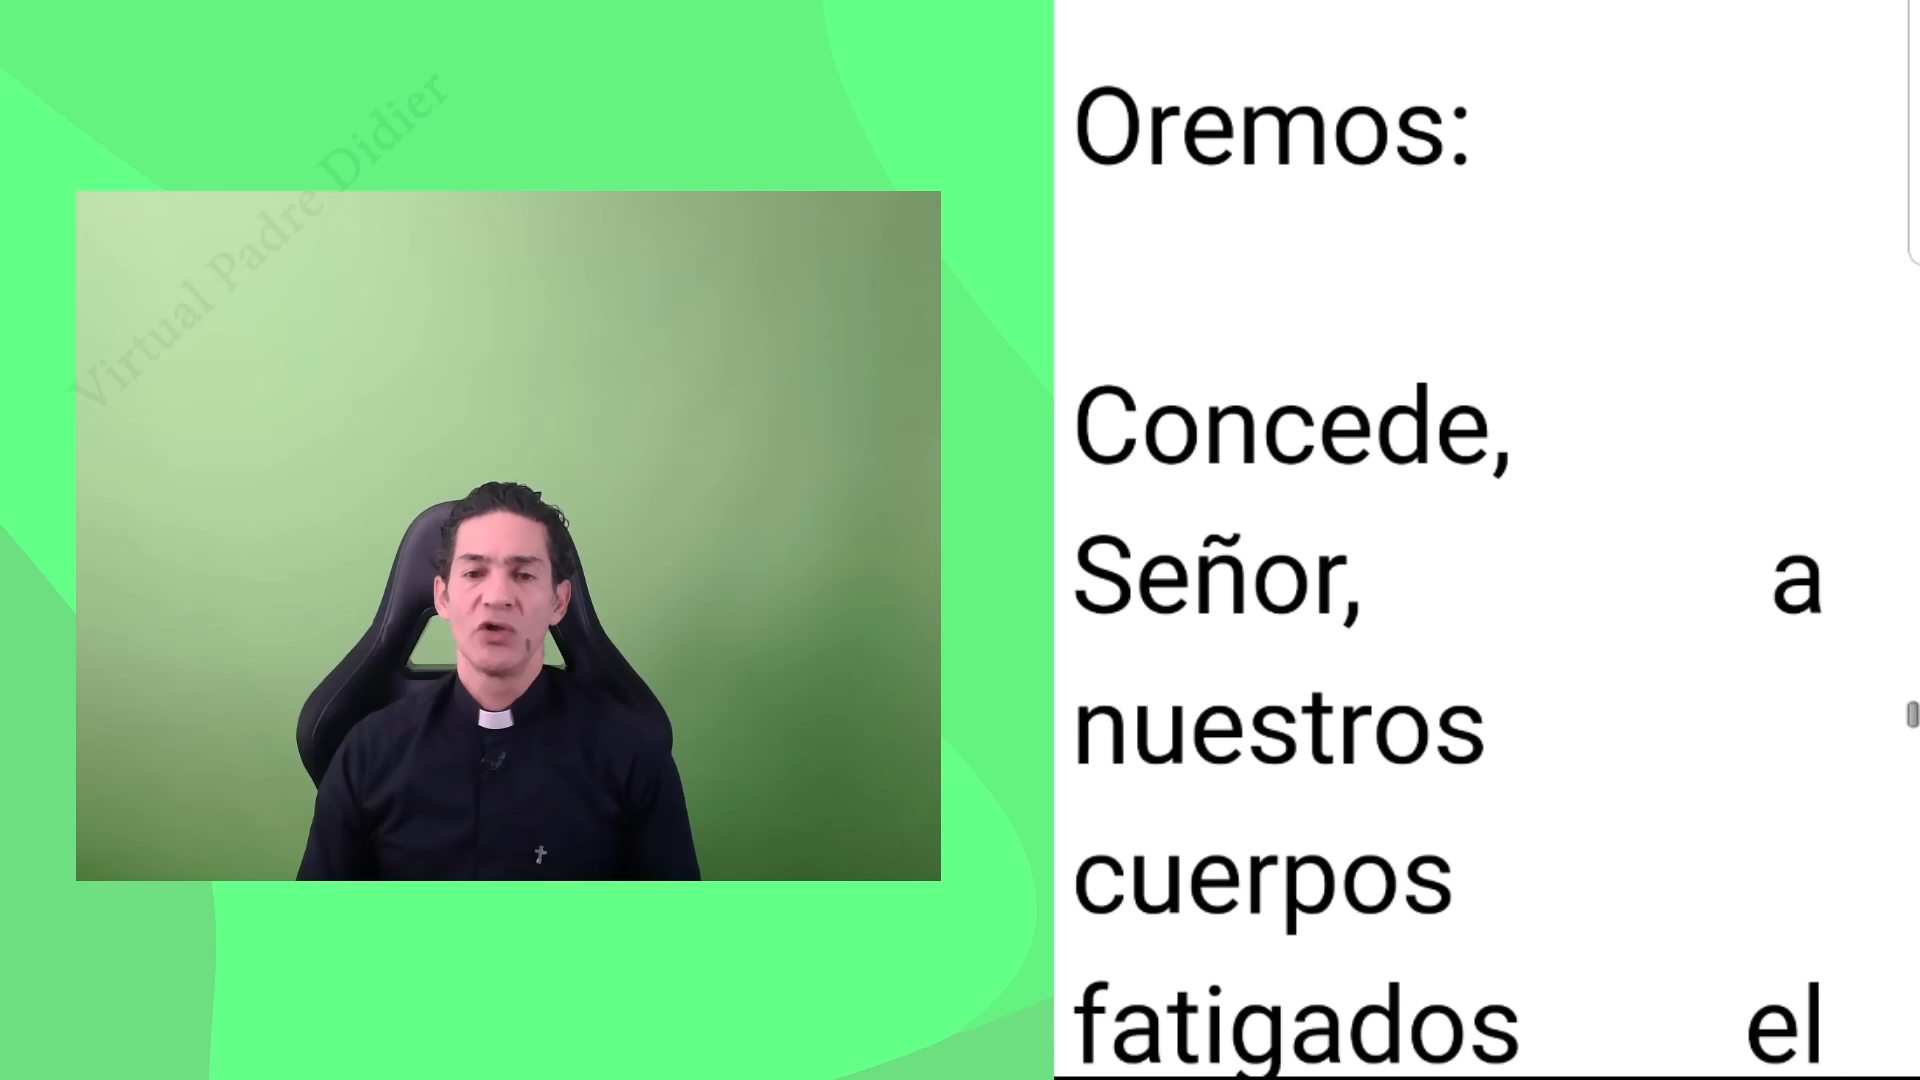 Virtual Padre Didier
Oremos:
Concede,
Señor, a
nuestros
cuerpos
fatigados el